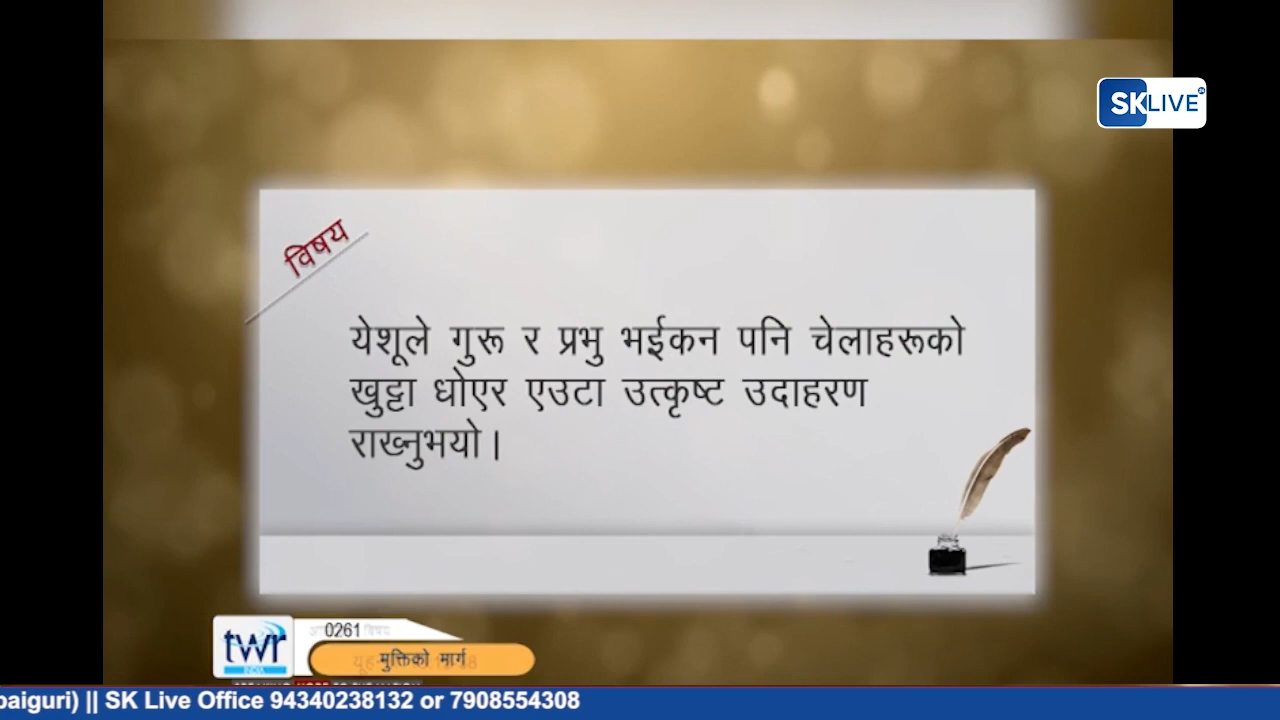 SKLIVE
विषय
येशूले गुरू र प्रभु भईकन पनि चेलाहरूको
खुट्टा धोएर एउटा उत्कृष्ट उदाहरण
राख्नुभयो।
twr
INDIA
0261
मुक्तिको मार्ग
paiguri) || SK Live Office 94340238132 or 7908554308